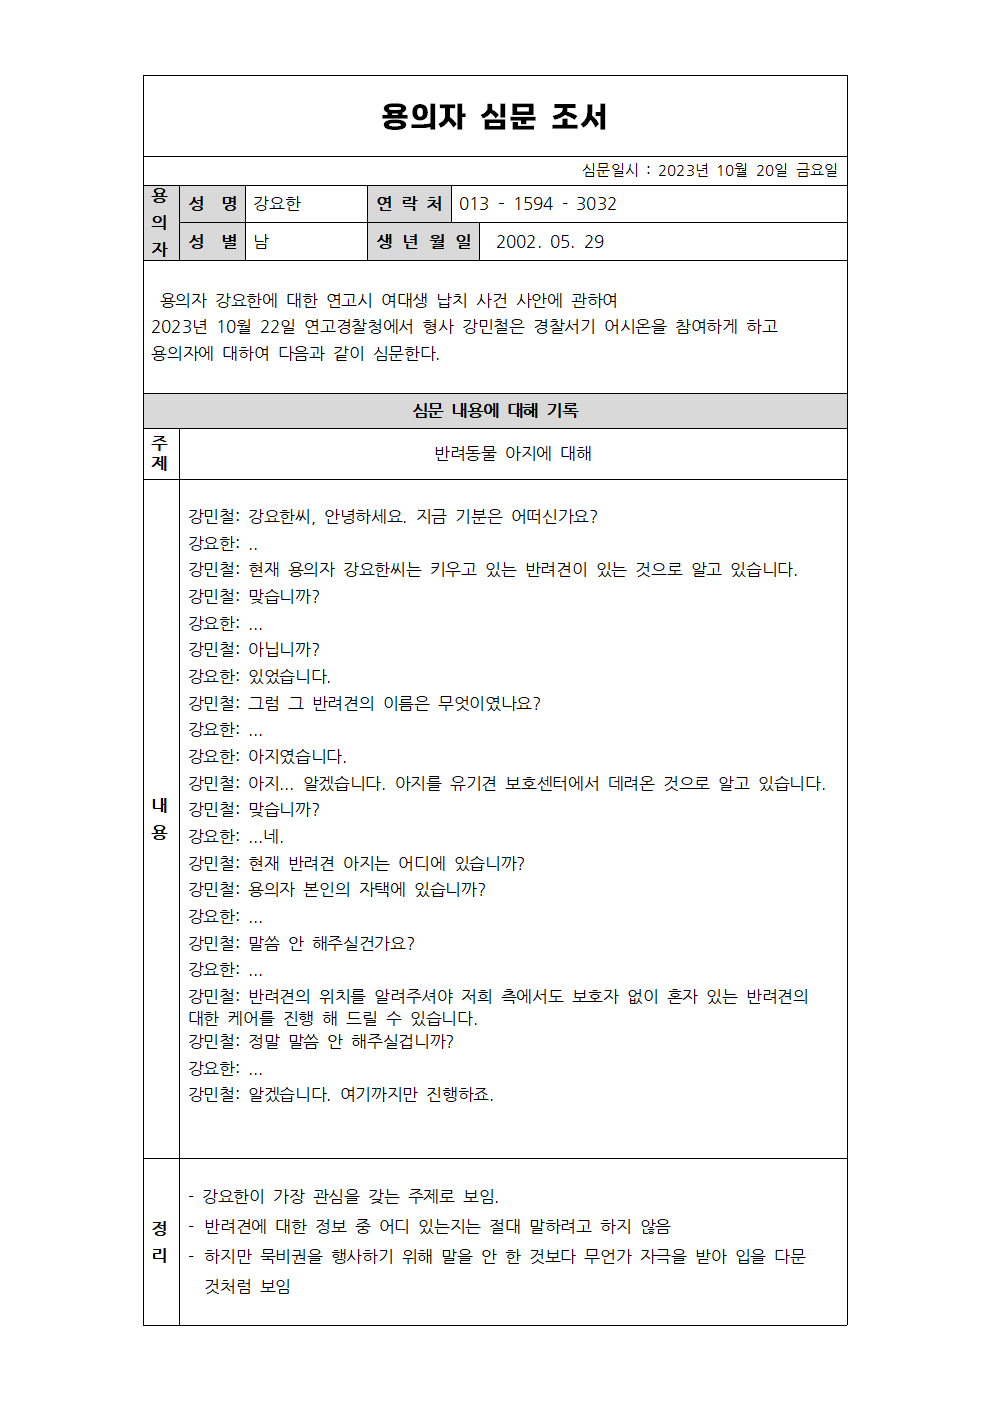 용의자 심문 조서
심문일시 : 2023년 10월 20일 금요일
용의자
성 명 강요한 연 락 처 013 - 1594 - 3032
성 별 남 생 년 월 일 2002. 05. 29
용의자 강요한에 대한 연고시 여대생 납치 사건 사안에 관하여
2023년 10월 22일 연고경찰청에서 형사 강민철은 경찰서기 어시온을 참여하게 하고
용의자에 대하여 다음과 같이 심문한다.
심문 내용에 대해 기록
주제
반려동물 아지에 대해
내용
강민철: 강요한씨, 안녕하세요. 지금 기분은 어떠신가요?
강요한: ..
강민철: 현재 용의자 강요한씨는 키우고 있는 반려견이 있는 것으로 알고 있습니다.
강민철: 맞습니까?
강요한: ...
강민철: 아닙니까?
강요한: 있었습니다.
강민철: 그럼 그 반려견의 이름은 무엇이였나요?
강요한: ...
강요한: 아지였습니다.
강민철: 아지... 알겠습니다. 아지를 유기견 보호센터에서 데려온 것으로 알고 있습니다.
강민철: 맞습니까?
강요한: ...네.
강민철: 현재 반려견 아지는 어디에 있습니까?
강민철: 용의자 본인의 자택에 있습니까?
강요한: ...
강민철: 말씀 안 해주실건가요?
강요한: ...
강민철: 반려견의 위치를 알려주셔야 저희 측에서도 보호자 없이 혼자 있는 반려견의
대한 케어를 진행 해 드릴 수 있습니다.
강민철: 정말 말씀 안 해주실겁니까?
강요한: ...
강민철: 알겠습니다. 여기까지만 진행하죠.
정리
- 강요한이 가장 관심을 갖는 주제로 보임.
- 반려견에 대한 정보 중 어디 있는지는 절대 말하려고 하지 않음
- 하지만 묵비권을 행사하기 위해 말을 안 한 것보다 무언가 자극을 받아 입을 다문
것처럼 보임